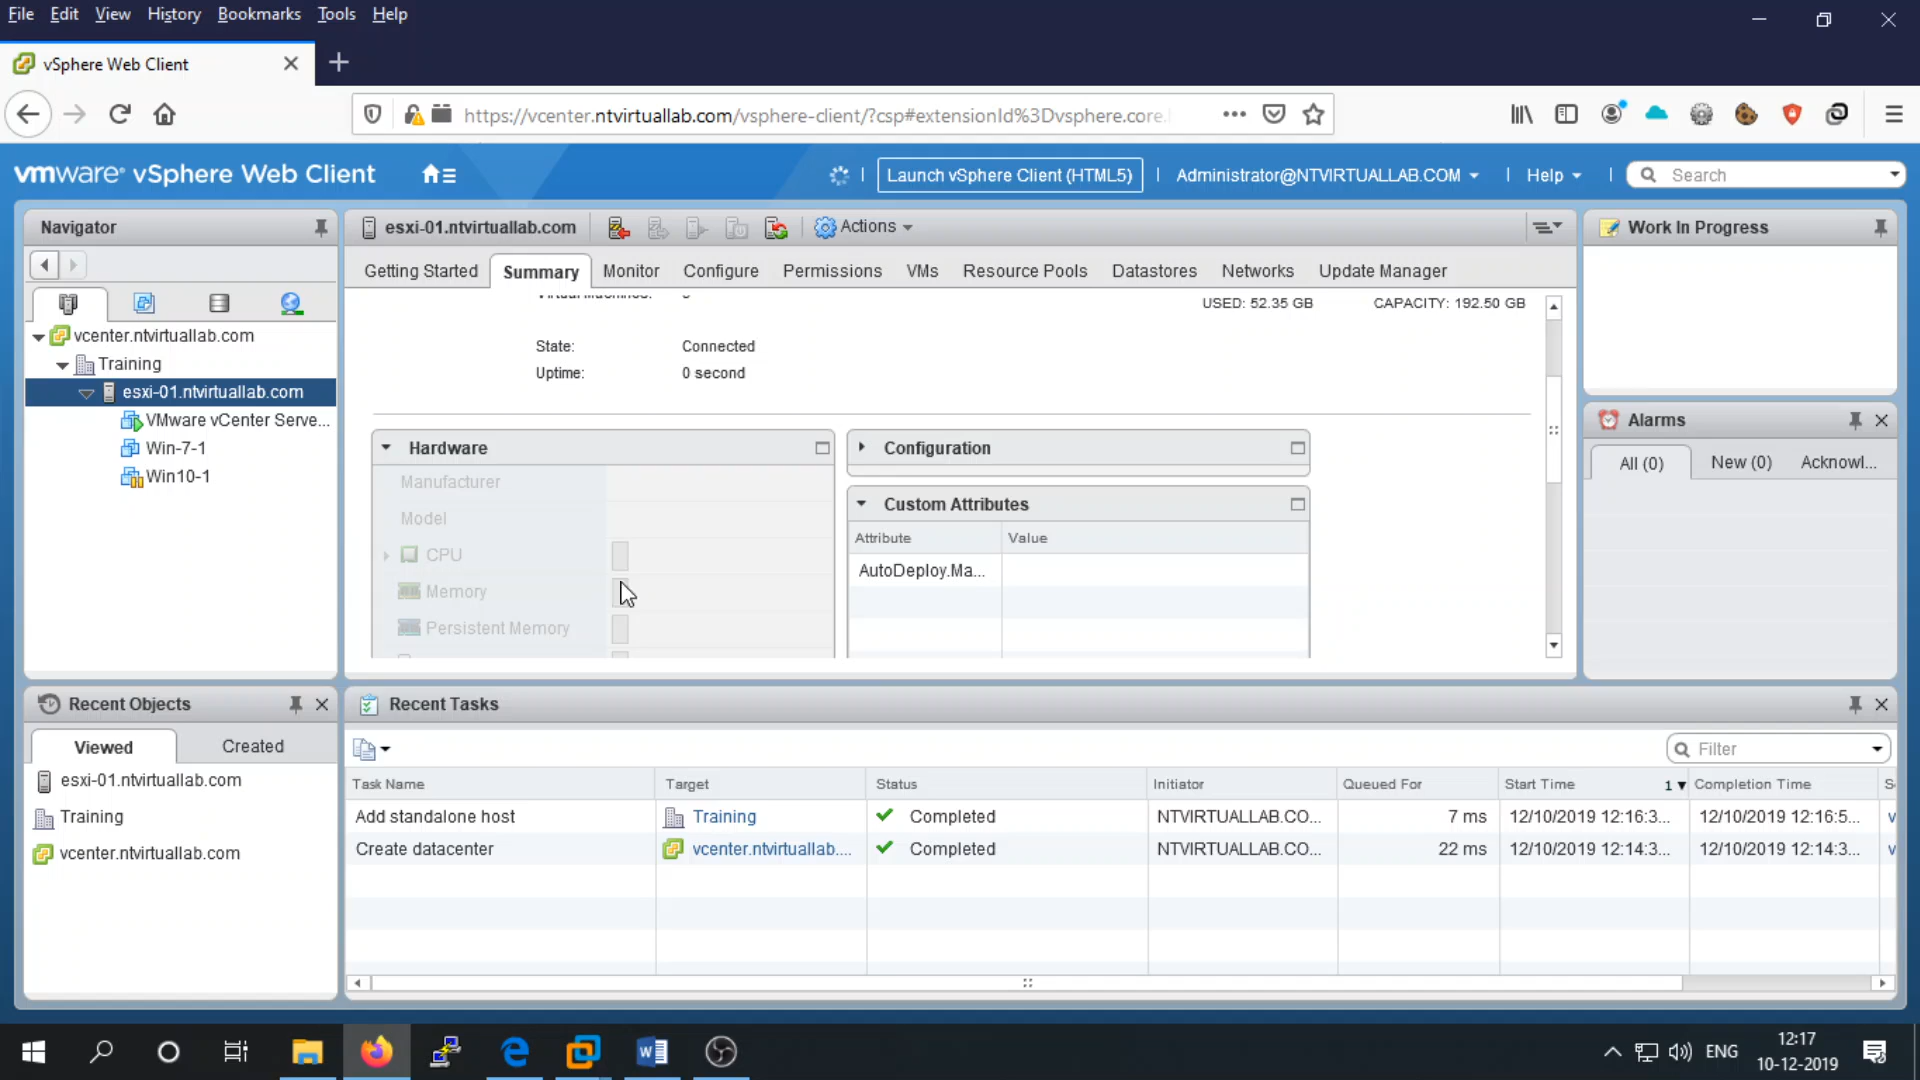 File Edit View History Bookmarks Tools Help
vSphere Web Client
https://vcenter.ntvirtuallab.com/vsphere-client/?csp#extensionId%3Dvsphere.core.
vmware® vSphere Web Client
Launch vSphere Client (HTML5)
Administrator@NTVIRTUALLAB.COM
Help
Search
Navigator
esxi-01.ntvirtuallab.com
Actions
Work In Progress
Getting Started Summary Monitor Configure Permissions VMs Resource Pools Datastores Networks Update Manager
vcenter.ntvirtuallab.com
Training
esxi-01.ntvirtuallab.com
VMware vCenter Serve...
Win-7-1
Win10-1
USED: 52.35 GB CAPACITY: 192.50 GB
State: Connected
Uptime: 0 second
Hardware
Manufacturer
Model
CPU
Memory
Persistent Memory
Configuration
Custom Attributes
Attribute Value
AutoDeploy.Ma...
Alarms
All (0) New (0) Acknowl...
Recent Objects
Viewed Created
esxi-01.ntvirtuallab.com
Training
vcenter.ntvirtuallab.com
Recent Tasks
Filter
Task Name Target Status Initiator Queued For Start Time 1 Completion Time S
Add standalone host Training Completed NTVIRTUALLAB.CO... 7 ms 12/10/2019 12:16:3... 12/10/2019 12:16:5... v
Create datacenter vcenter.ntvirtuallab.... Completed NTVIRTUALLAB.CO... 22 ms 12/10/2019 12:14:3... 12/10/2019 12:14:3... v
ENG
12:17
10-12-2019